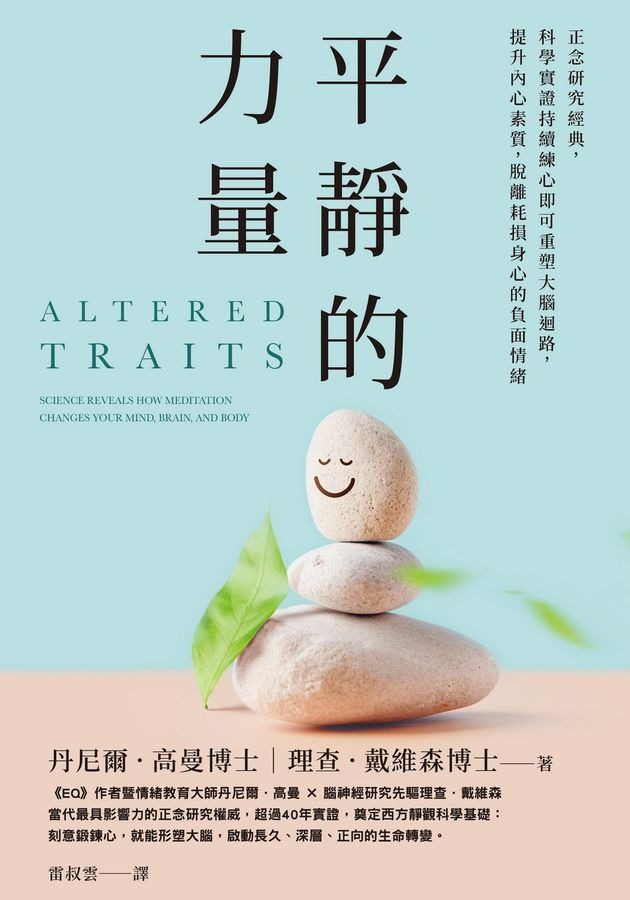 平靜的
力量
正念研究經典，
科學實證持續練心即可重塑大腦迴路，
提升內心素質，脫離耗損身心的負面情緒
ALTERED
TRAITS
SCIENCE REVEALS HOW MEDITATION
CHANGES YOUR MIND, BRAIN, AND BODY
丹尼爾・高曼博士｜理查・戴維森博士——著
《EQ》作者暨情緒教育大師丹尼爾・高曼 × 腦神經研究先驅理查・戴維森
當代最具影響力的正念研究權威，超過40年實證，奠定西方靜觀科學基礎：
刻意鍛鍊心，就能形塑大腦，啟動長久、深層、正向的生命轉變。
雷叔雲——譯